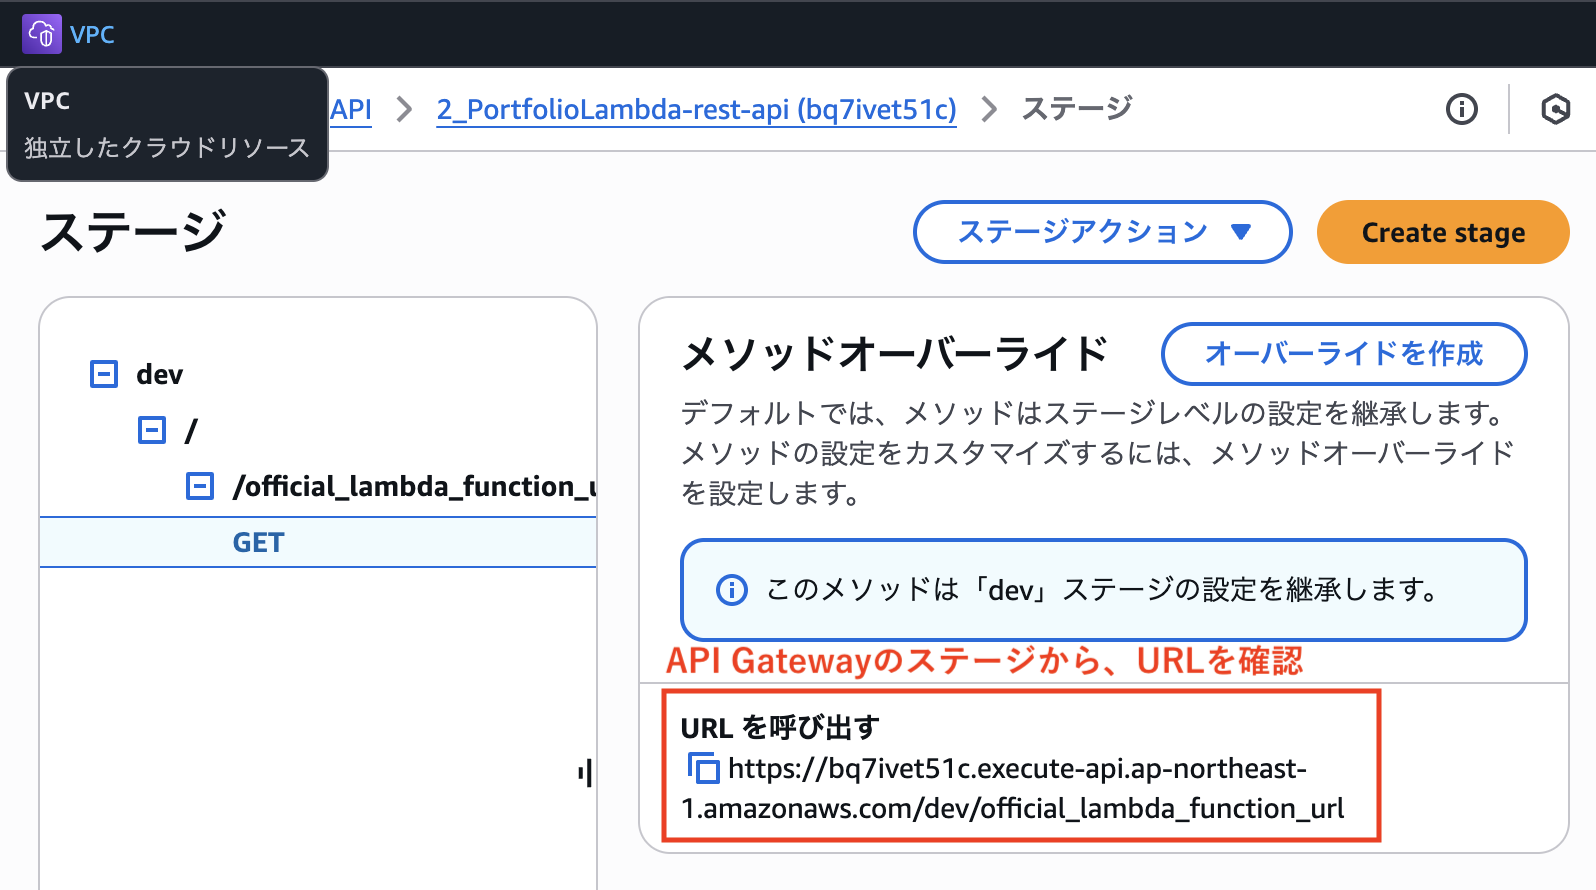 VPC
VPC
独立したクラウドリソース
API
2_PortfolioLambda-rest-api (bq7ivet51c)
ステージ
ステージ
ステージアクション
Create stage
dev
/
/official_lambda_function_u
GET
メソッドオーバーライド
オーバーライドを作成
デフォルトでは、メソッドはステージレベルの設定を継承します。
メソッドの設定をカスタマイズするには、メソッドオーバーライド
を設定します。
このメソッドは「dev」ステージの設定を継承します。
API Gatewayのステージから、URLを確認
URL を呼び出す
https://bq7ivet51c.execute-api.ap-northeast-
1.amazonaws.com/dev/official_lambda_function_url